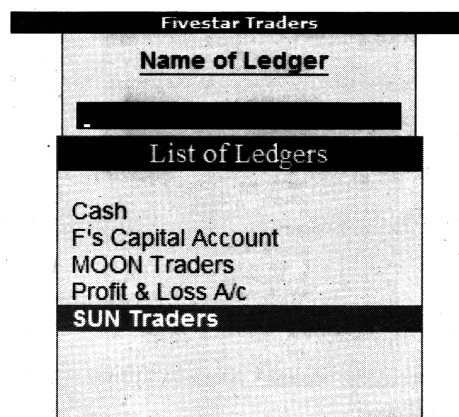 Fivestar Traders
Name of Ledger
List of Ledgers
Cash
F's Capital Account
MOON Traders
Profit & Loss A/c
SUN Traders